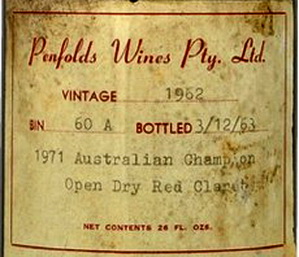 Penfolds Wines Pty. Ltd.
VINTAGE 1962
BIN 60 A BOTTLED 3/12/63
1971 Australian Champion
Open Dry Red Claret
NET CONTENTS 26 FL. OZS.